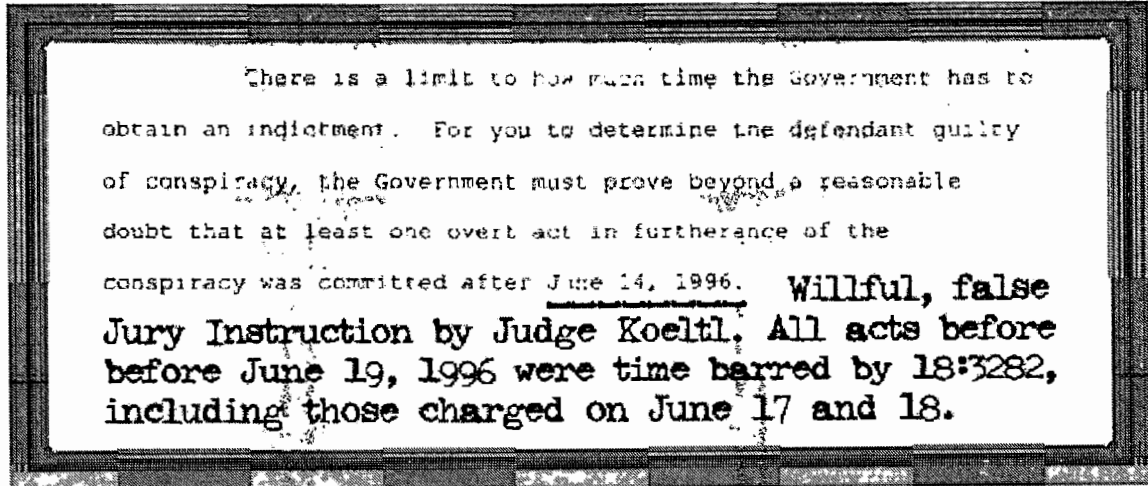 There is a limit to how much time the Government has to
obtain an indictment. For you to determine the defendant guilty
of conspiracy, the Government must prove beyond a reasonable
doubt that at least one overt act in furtherance of the
conspiracy was committed after June 14, 1996. Willful, false
Jury Instruction by Judge Koeltl. All acts before
before June 19, 1996 were time barred by 18:3282,
including those charged on June 17 and 18.